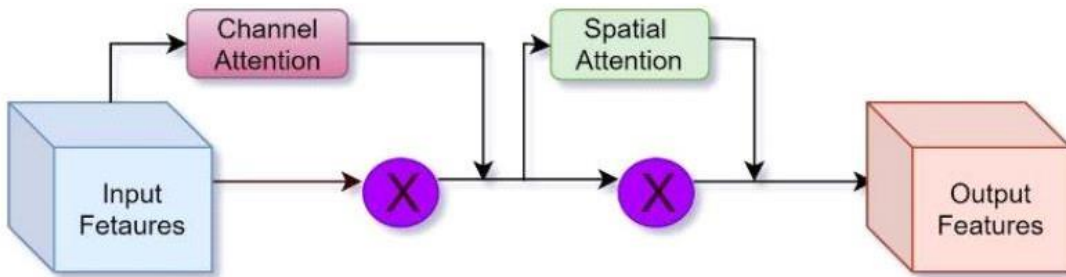 Channel
Attention
Spatial
Attention
Input
Fetaures
X
X
Output
Features